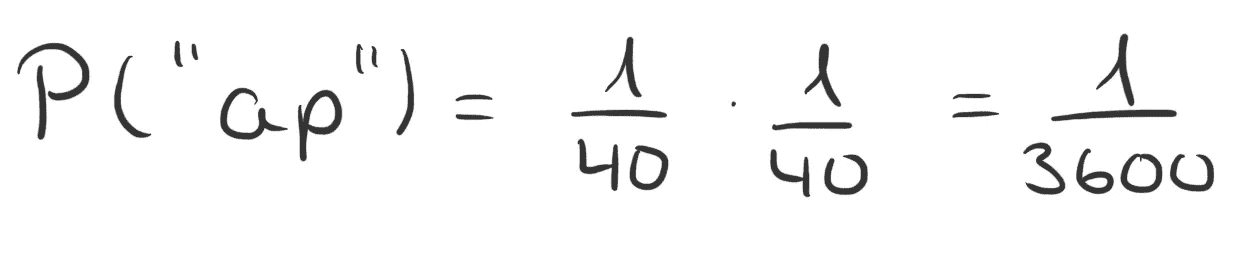 P("ap") = 1/40 · 1/40 = 1/3600